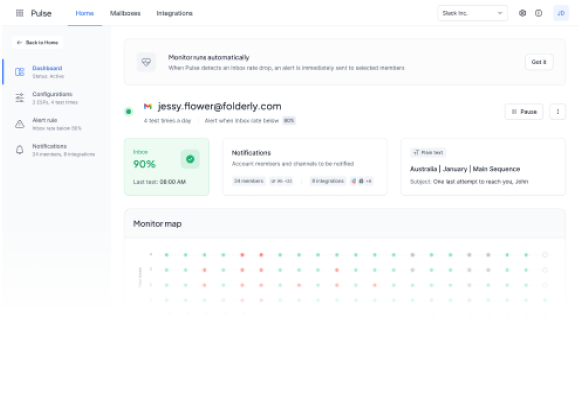 Pulse
Home
Mailboxes
Integrations
Slack Inc.
JD
Back to Home
Dashboard
Status: Active
Configurations
2 ESPs, 4 test times
Alert rule
Inbox rate below 50%
Notifications
34 members, 8 integrations
Monitor runs automatically
When Pulse detects an inbox rate drop, an alert is immediately sent to selected members
Got it
jessy.flower@folderly.com
4 test times a day
Alert when inbox rate below 80%
Pause
Inbox
90%
Last test: 08:00 AM
Notifications
Account members and channels to be notified
34 members
8 integrations
Plain text
Australia | January | Main Sequence
Subject: One last attempt to reach you, John
Monitor map